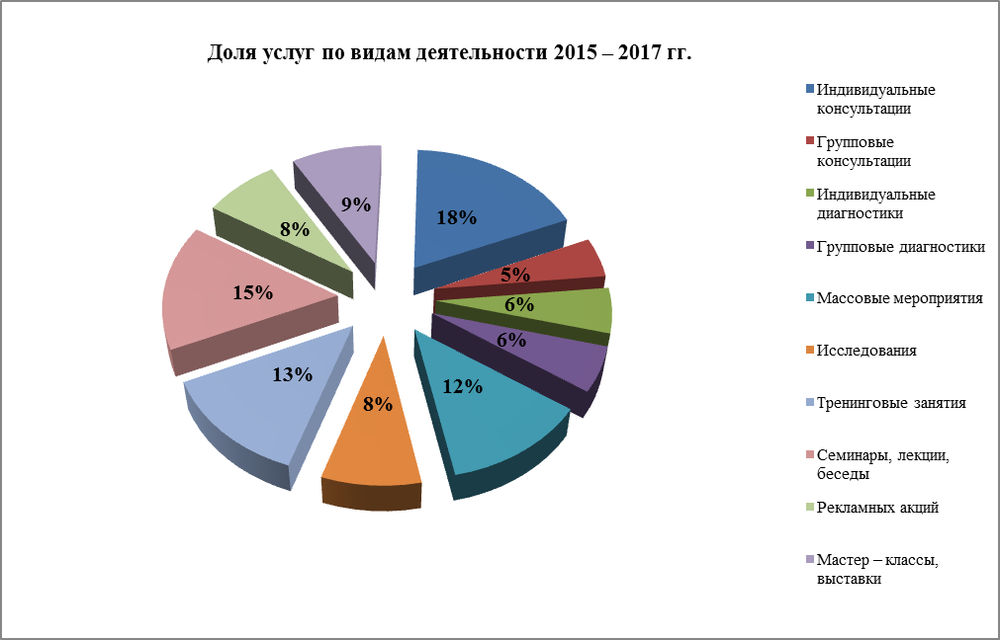 Доля услуг по видам деятельности 2015 – 2017 гг.
18%
5%
6%
6%
12%
8%
13%
15%
8%
9%
Индивидуальные
консультации
Групповые
консультации
Индивидуальные
диагностики
Групповые диагностики
Массовые мероприятия
Исследования
Тренинговые занятия
Семинары, лекции,
беседы
Рекламных акций
Мастер – классы,
выставки